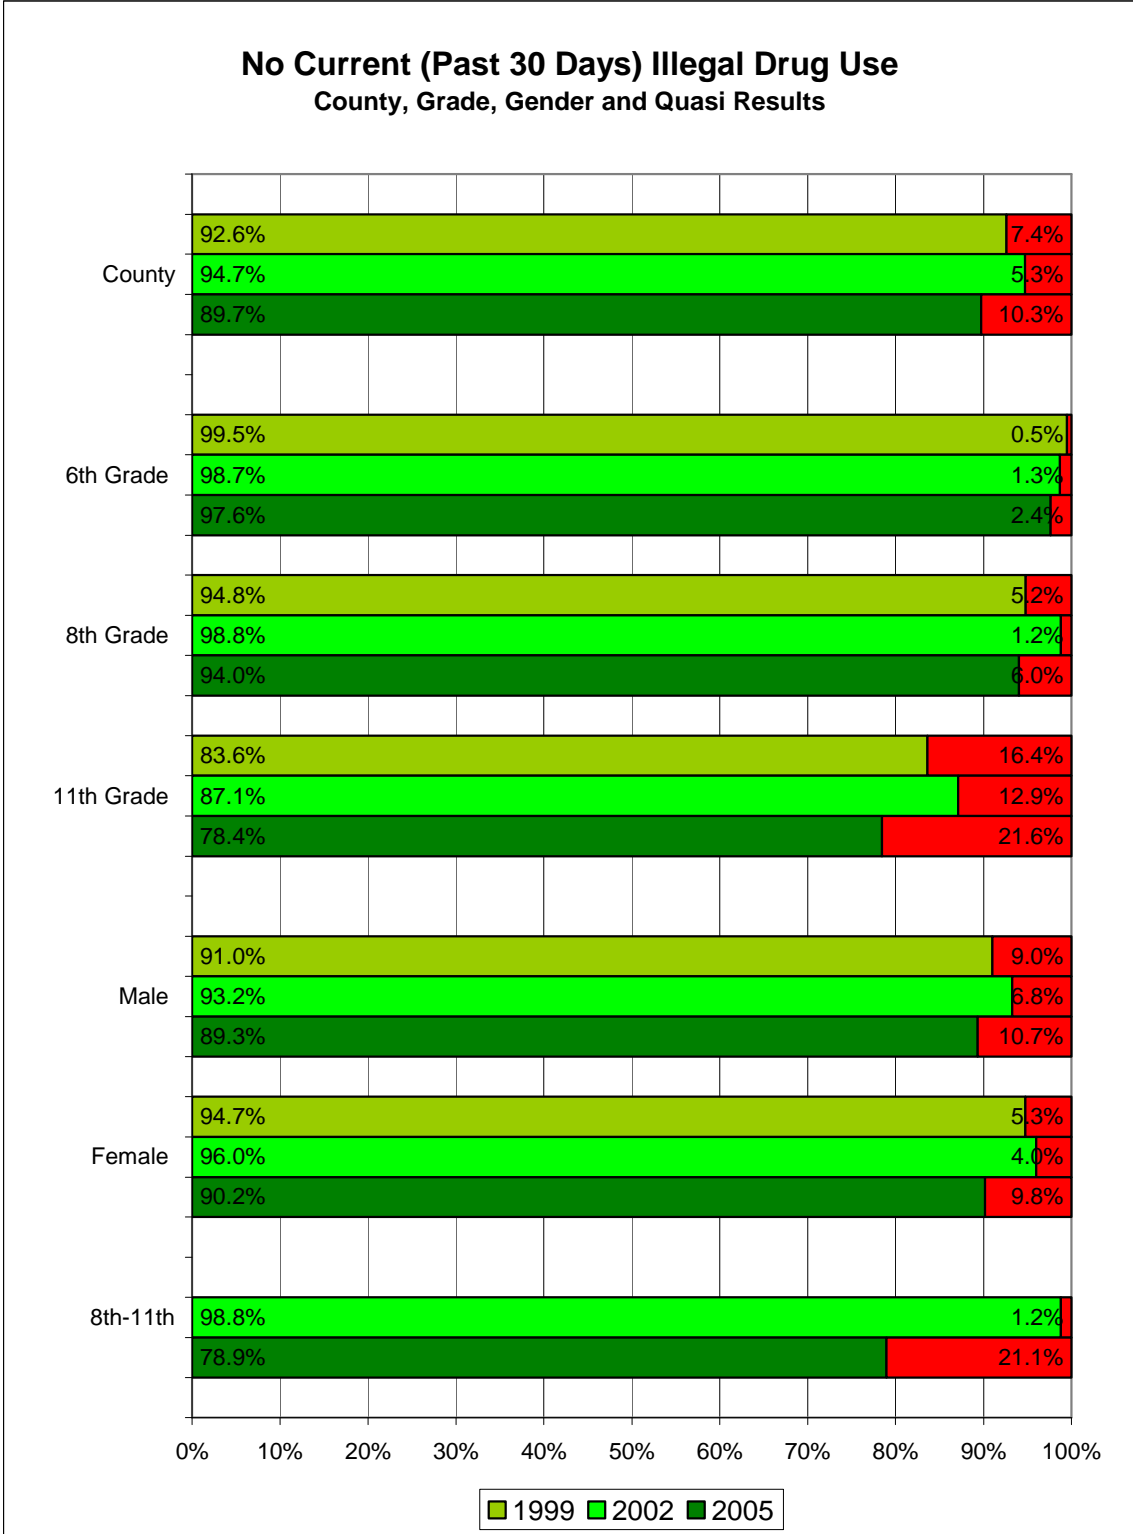 No Current (Past 30 Days) Illegal Drug Use
County, Grade, Gender and Quasi Results
92.6% 7.4%
County 94.7% 5.3%
89.7% 10.3%
99.5% 0.5%
6th Grade 98.7% 1.3%
97.6% 2.4%
94.8% 5.2%
8th Grade 98.8% 1.2%
94.0% 6.0%
83.6% 16.4%
11th Grade 87.1% 12.9%
78.4% 21.6%
91.0% 9.0%
Male 93.2% 6.8%
89.3% 10.7%
94.7% 5.3%
Female 96.0% 4.0%
90.2% 9.8%
8th-11th 98.8% 1.2%
78.9% 21.1%
0% 10% 20% 30% 40% 50% 60% 70% 80% 90% 100%
1999 2002 2005